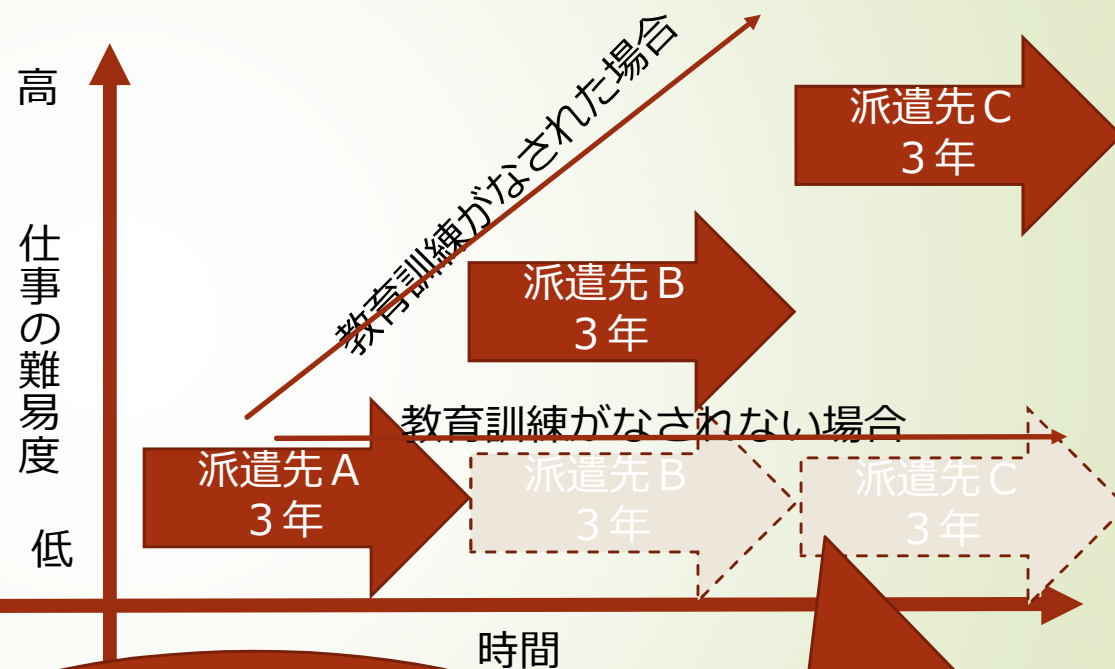 高
仕事の難易度
低
教育訓練がなされた場合
派遣先C
3年
派遣先B
3年
教育訓練がなされない場合
派遣先A
3年
派遣先B
3年
派遣先C
3年
時間